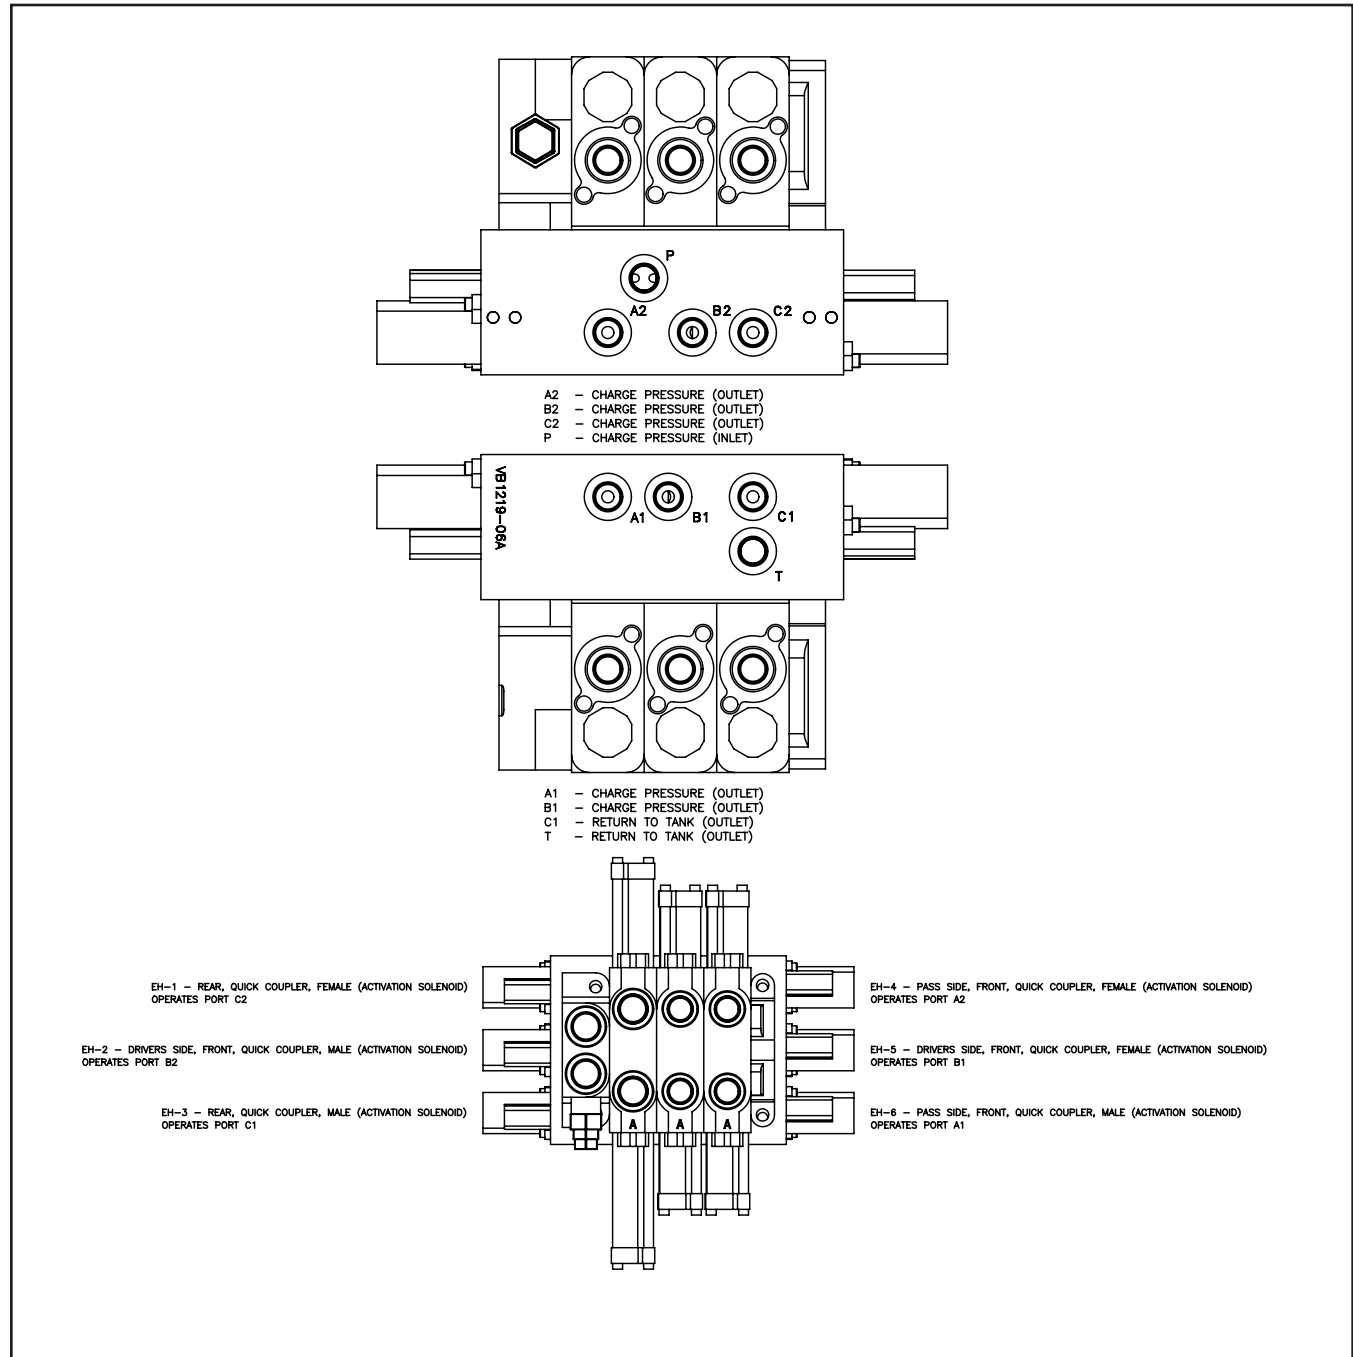 P
A2
B2
C2
A2 – CHARGE PRESSURE (OUTLET)
B2 – CHARGE PRESSURE (OUTLET)
C2 – CHARGE PRESSURE (OUTLET)
P – CHARGE PRESSURE (INLET)
VB1219-06A
A1
B1
C1
T
A1 – CHARGE PRESSURE (OUTLET)
B1 – CHARGE PRESSURE (OUTLET)
C1 – RETURN TO TANK (OUTLET)
T – RETURN TO TANK (OUTLET)
EH-1 – REAR, QUICK COUPLER, FEMALE (ACTIVATION SOLENOID)
OPERATES PORT C2
EH-2 – DRIVERS SIDE, FRONT, QUICK COUPLER, MALE (ACTIVATION SOLENOID)
OPERATES PORT B2
EH-3 – REAR, QUICK COUPLER, MALE (ACTIVATION SOLENOID)
OPERATES PORT C1
EH-4 – PASS SIDE, FRONT, QUICK COUPLER, FEMALE (ACTIVATION SOLENOID)
OPERATES PORT A2
EH-5 – DRIVERS SIDE, FRONT, QUICK COUPLER, FEMALE (ACTIVATION SOLENOID)
OPERATES PORT B1
EH-6 – PASS SIDE, FRONT, QUICK COUPLER, MALE (ACTIVATION SOLENOID)
OPERATES PORT A1
A
A
A